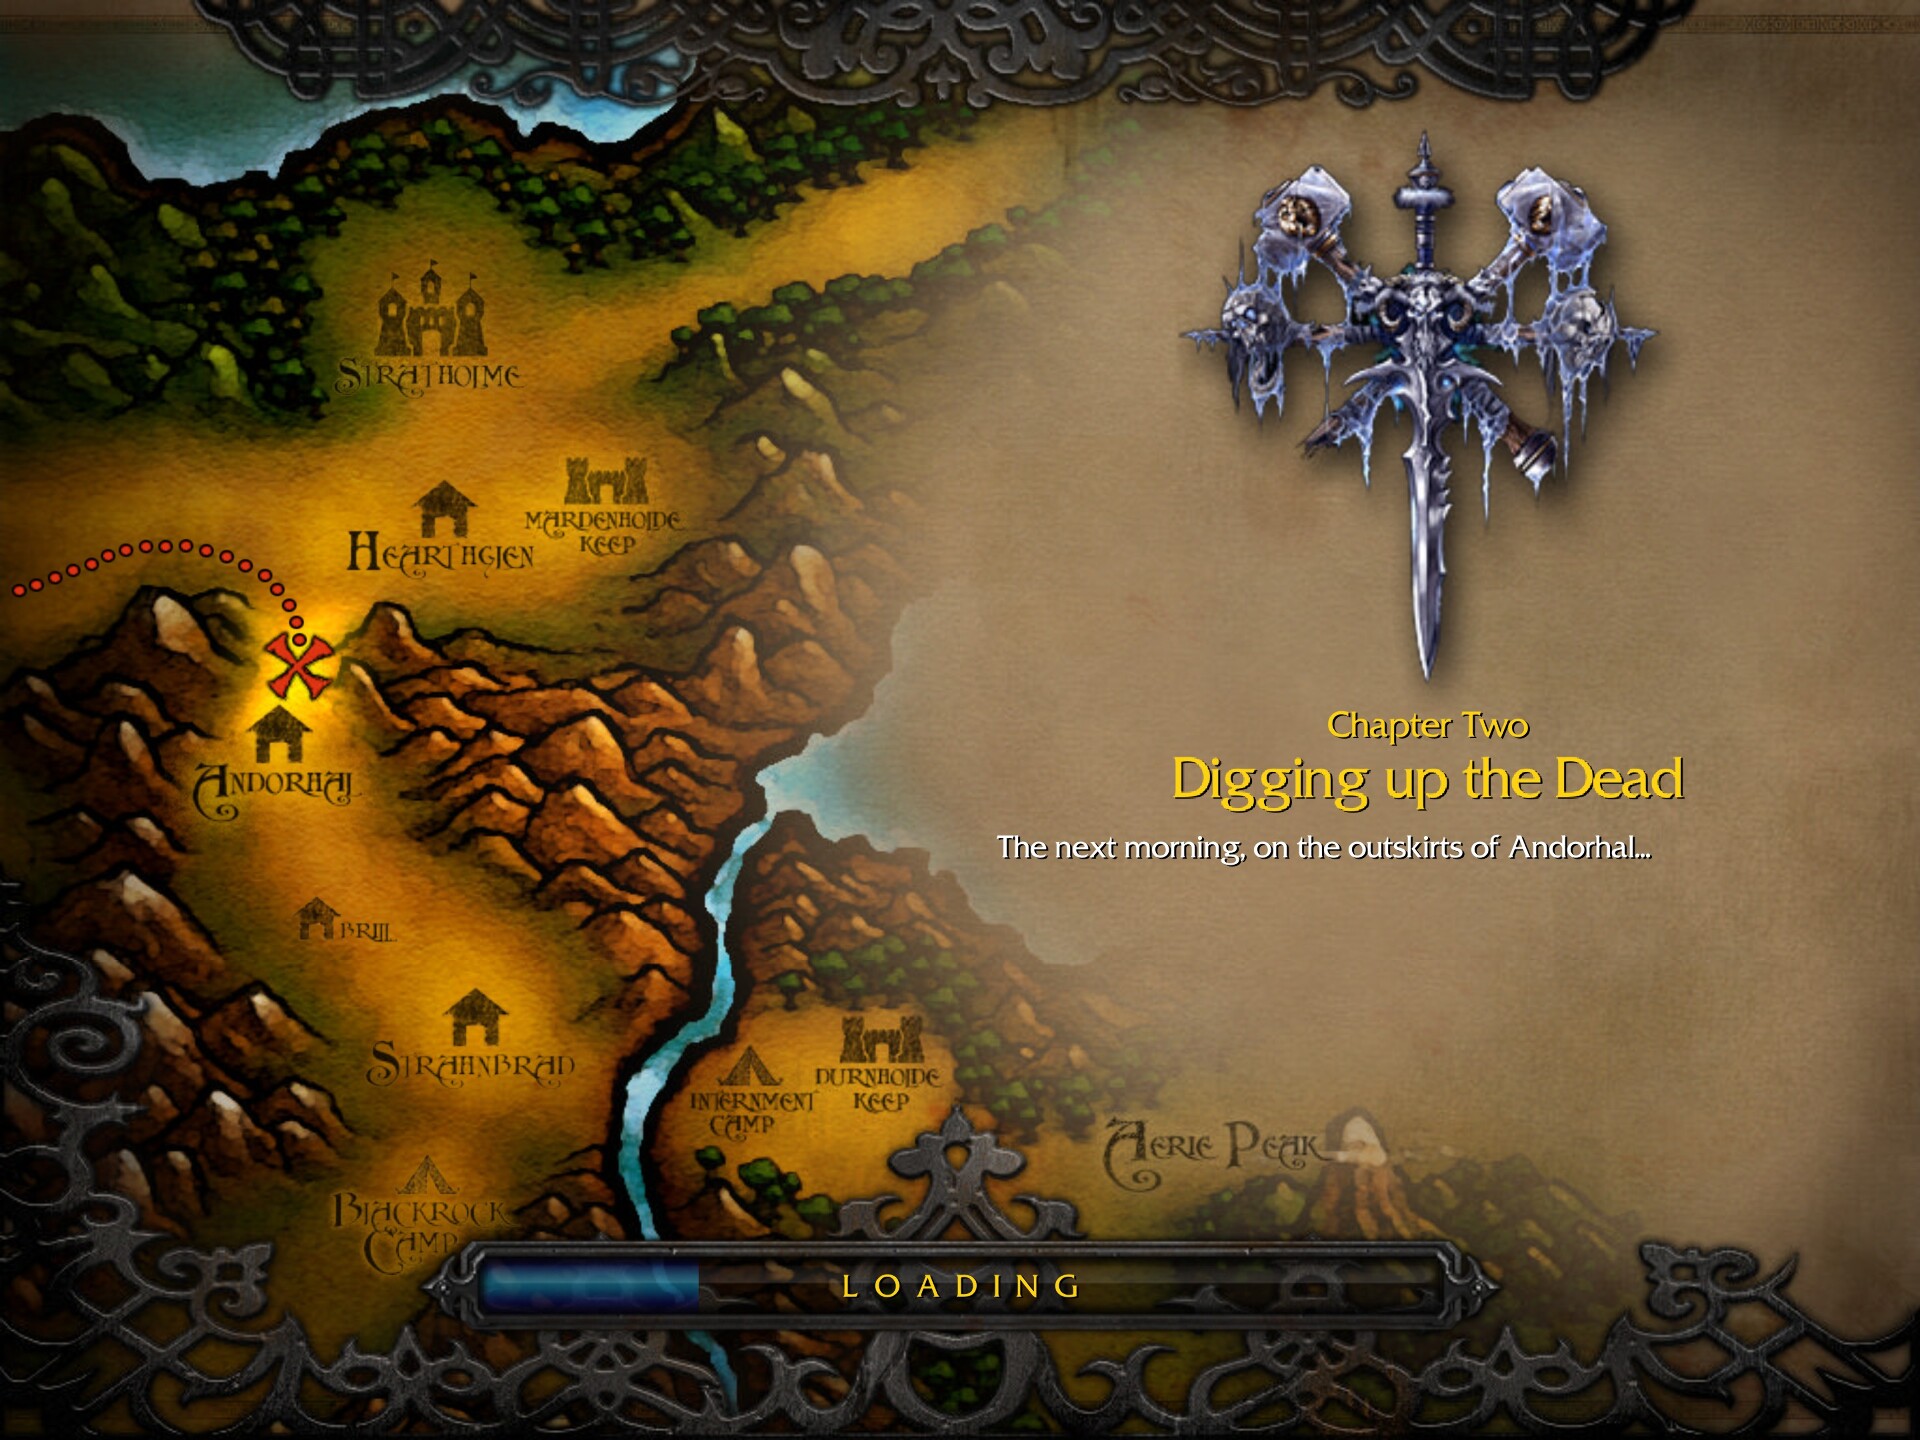 STRATHOLME
HEARTHGLEN
MARDENHOLDE
KEEP
ANDORHAL
BRILL
STRAHNBRAD
INTERNMENT
CAMP
DURNHOLDE
KEEP
AERIE PEAK
BLACKROCK
CAMP
Chapter Two
Digging up the Dead
The next morning, on the outskirts of Andorhal...
LOADING